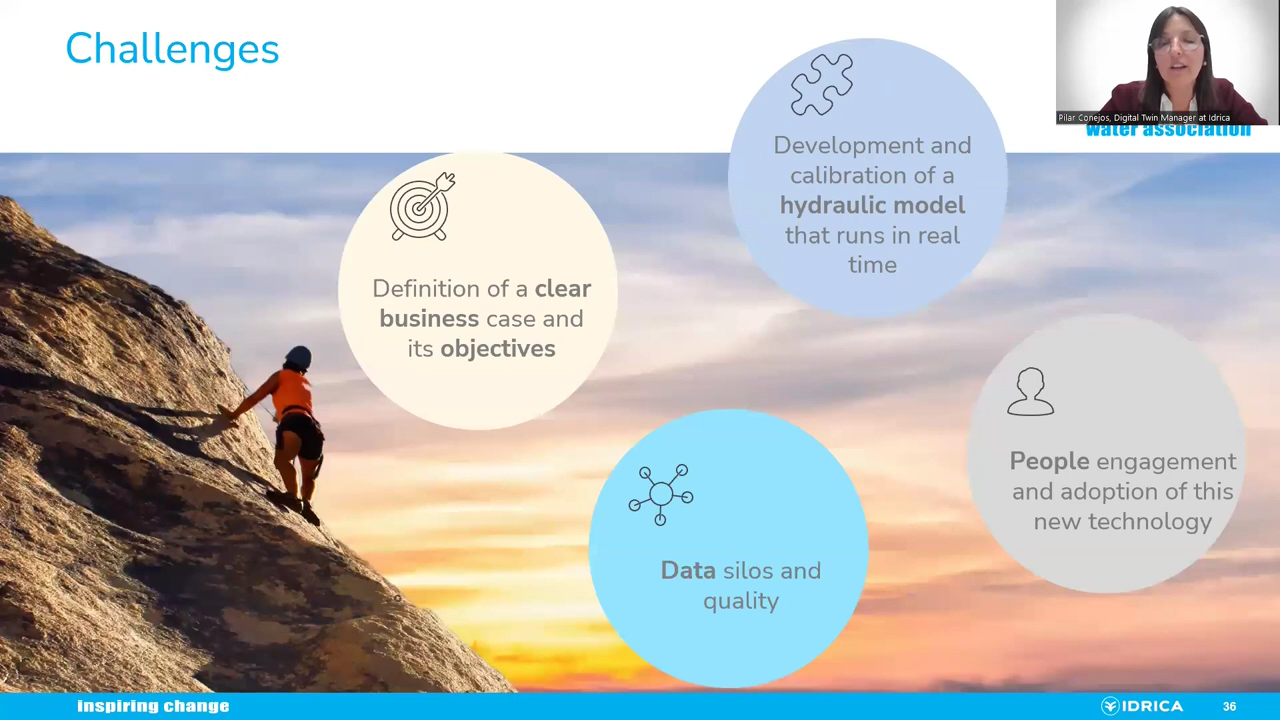 Challenges
Pilar Conejos, Digital Twin Manager at Idrica
water association
Development and
calibration of a
hydraulic model
that runs in real
time
Definition of a clear
business case and
its objectives
People engagement
and adoption of this
new technology
Data silos and
quality
inspiring change
IDRICA
36